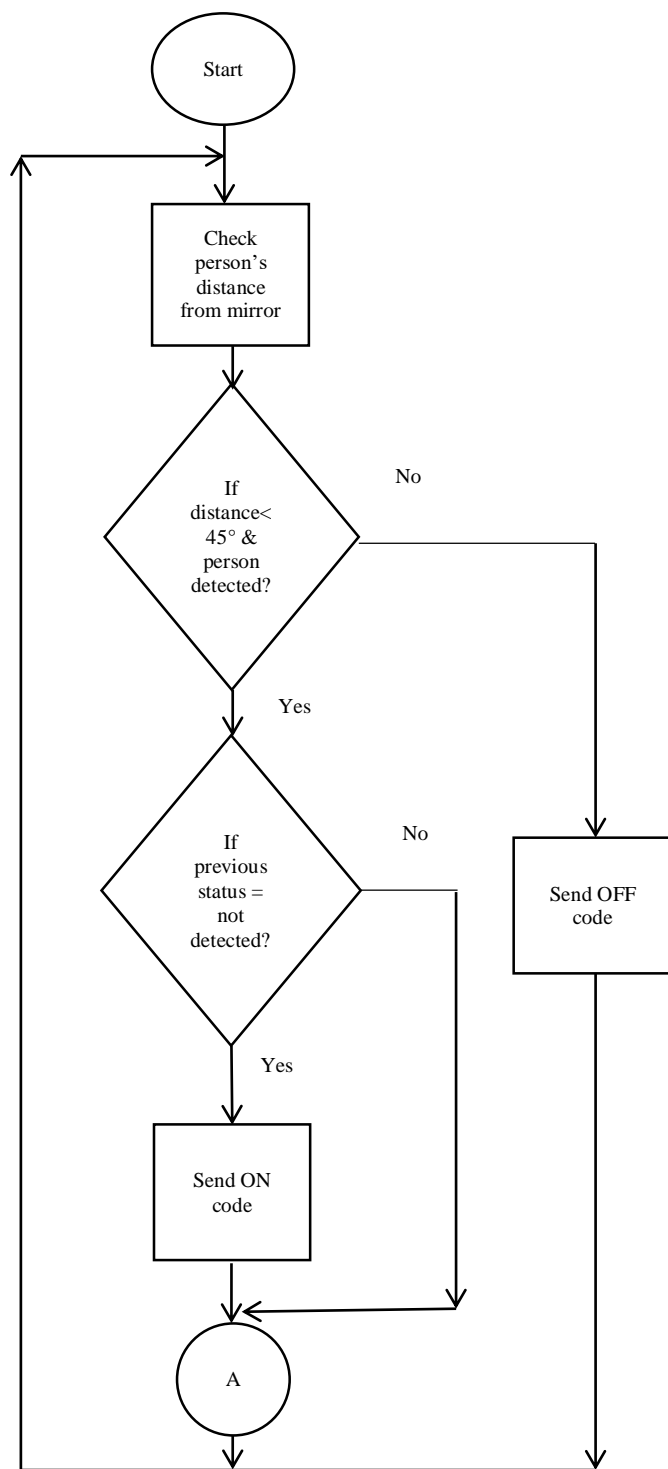 Start
Check
person’s
distance
from mirror
If
distance<
45° &
person
detected?
No
Yes
If
previous
status =
not
detected?
No
Send OFF
code
Yes
Send ON
code
A